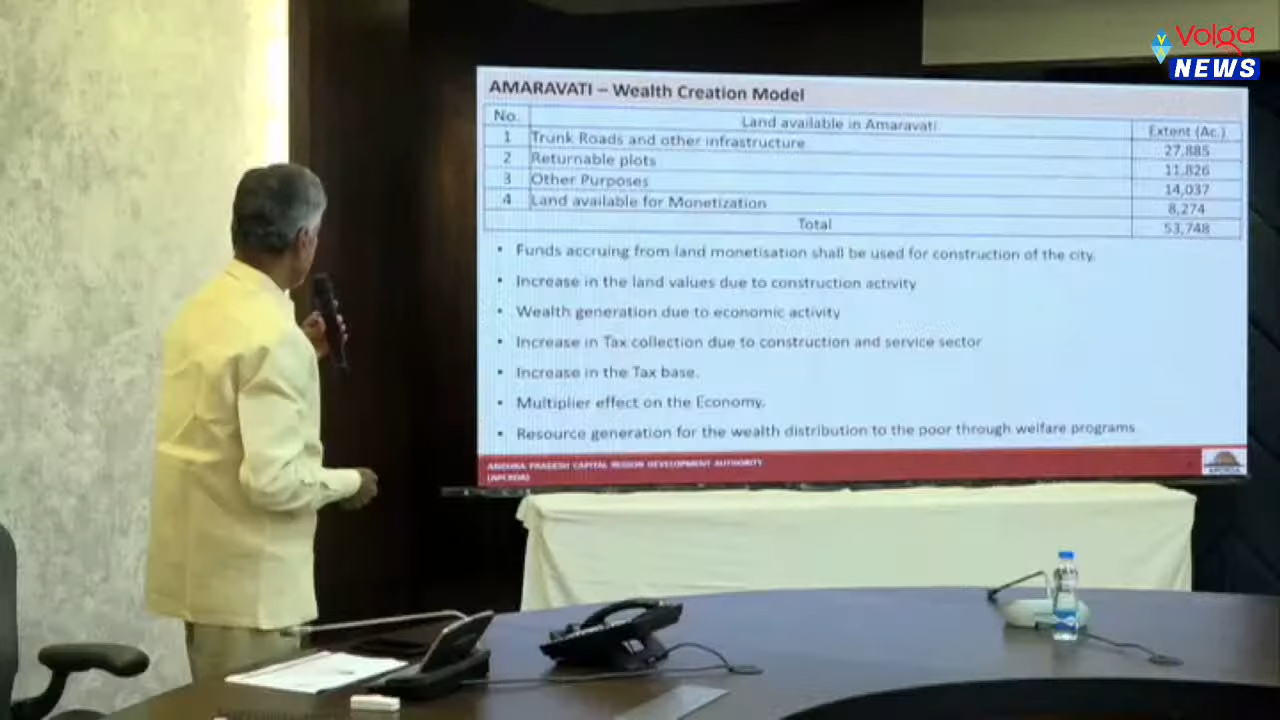 Volga
NEWS
AMARAVATI – Wealth Creation Model
No. Land available in Amaravati Extent (Ac.)
1 Trunk Roads and other infrastructure 27,885
2 Returnable plots 11,826
3 Other Purposes 14,037
4 Land available for Monetization 8,274
Total 53,748
• Funds accruing from land monetisation shall be used for construction of the city.
• Increase in the land values due to construction activity
• Wealth generation due to economic activity
• Increase in Tax collection due to construction and service sector
• Increase in the Tax base.
• Multiplier effect on the Economy.
• Resource generation for the wealth distribution to the poor through welfare programs
ANDHRA PRADESH CAPITAL REGION DEVELOPMENT AUTHORITY
(APCRDA)
APCRDA